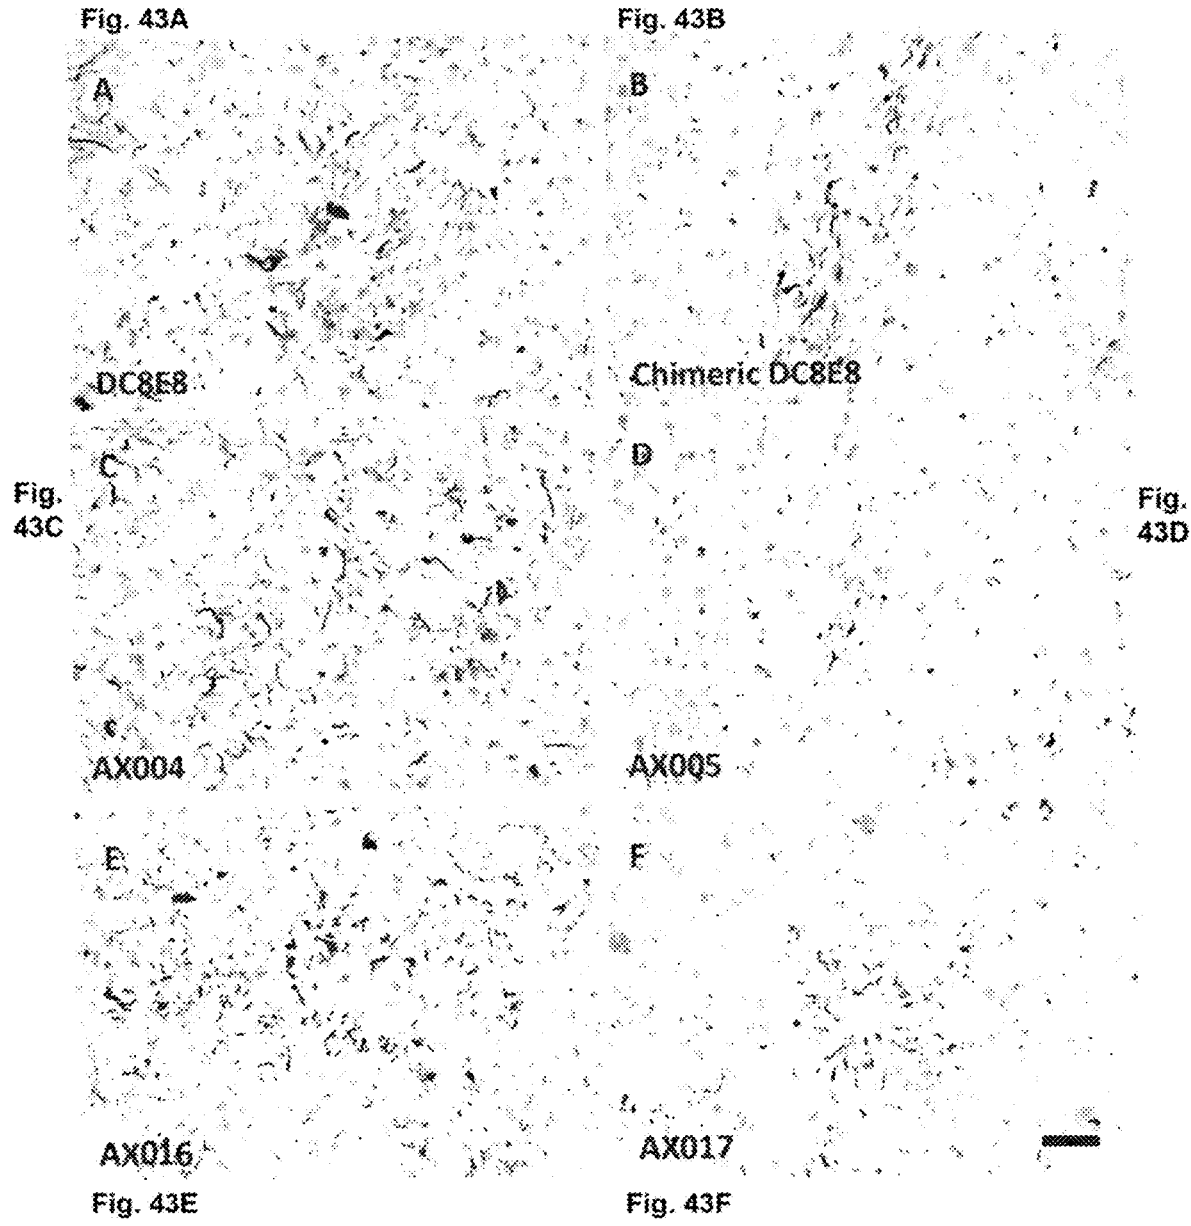 Fig. 43A
Fig. 43B
A
B
DC8E8
Chimeric DC8E8
C
D
Fig.
43C
Fig.
43D
AX004
AX005
E
F
AX016
AX017
Fig. 43E
Fig. 43F